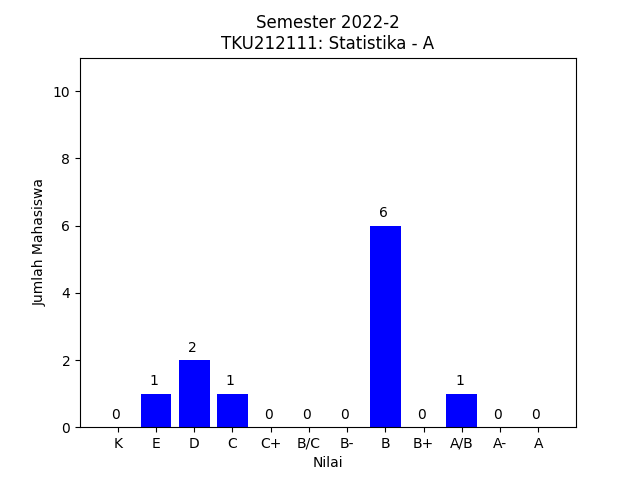 Semester 2022-2
TKU212111: Statistika - A
Jumlah Mahasiswa
10
8
6
4
2
0
0 1 2 1 0 0 0 6 0 1 0 0
K E D C C+ B/C B- B B+ A/B A- A
Nilai